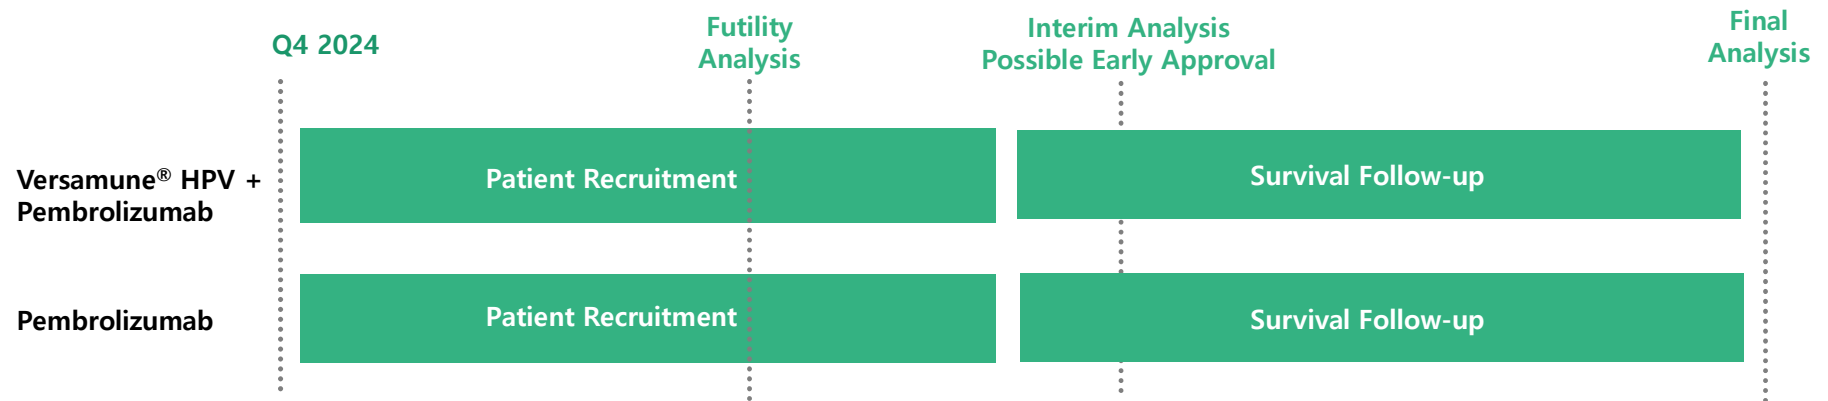 Q4 2024
Futility
Analysis
Interim Analysis
Possible Early Approval
Final
Analysis
Versamune® HPV +
Pembrolizumab
Patient Recruitment
Survival Follow-up
Pembrolizumab
Patient Recruitment
Survival Follow-up